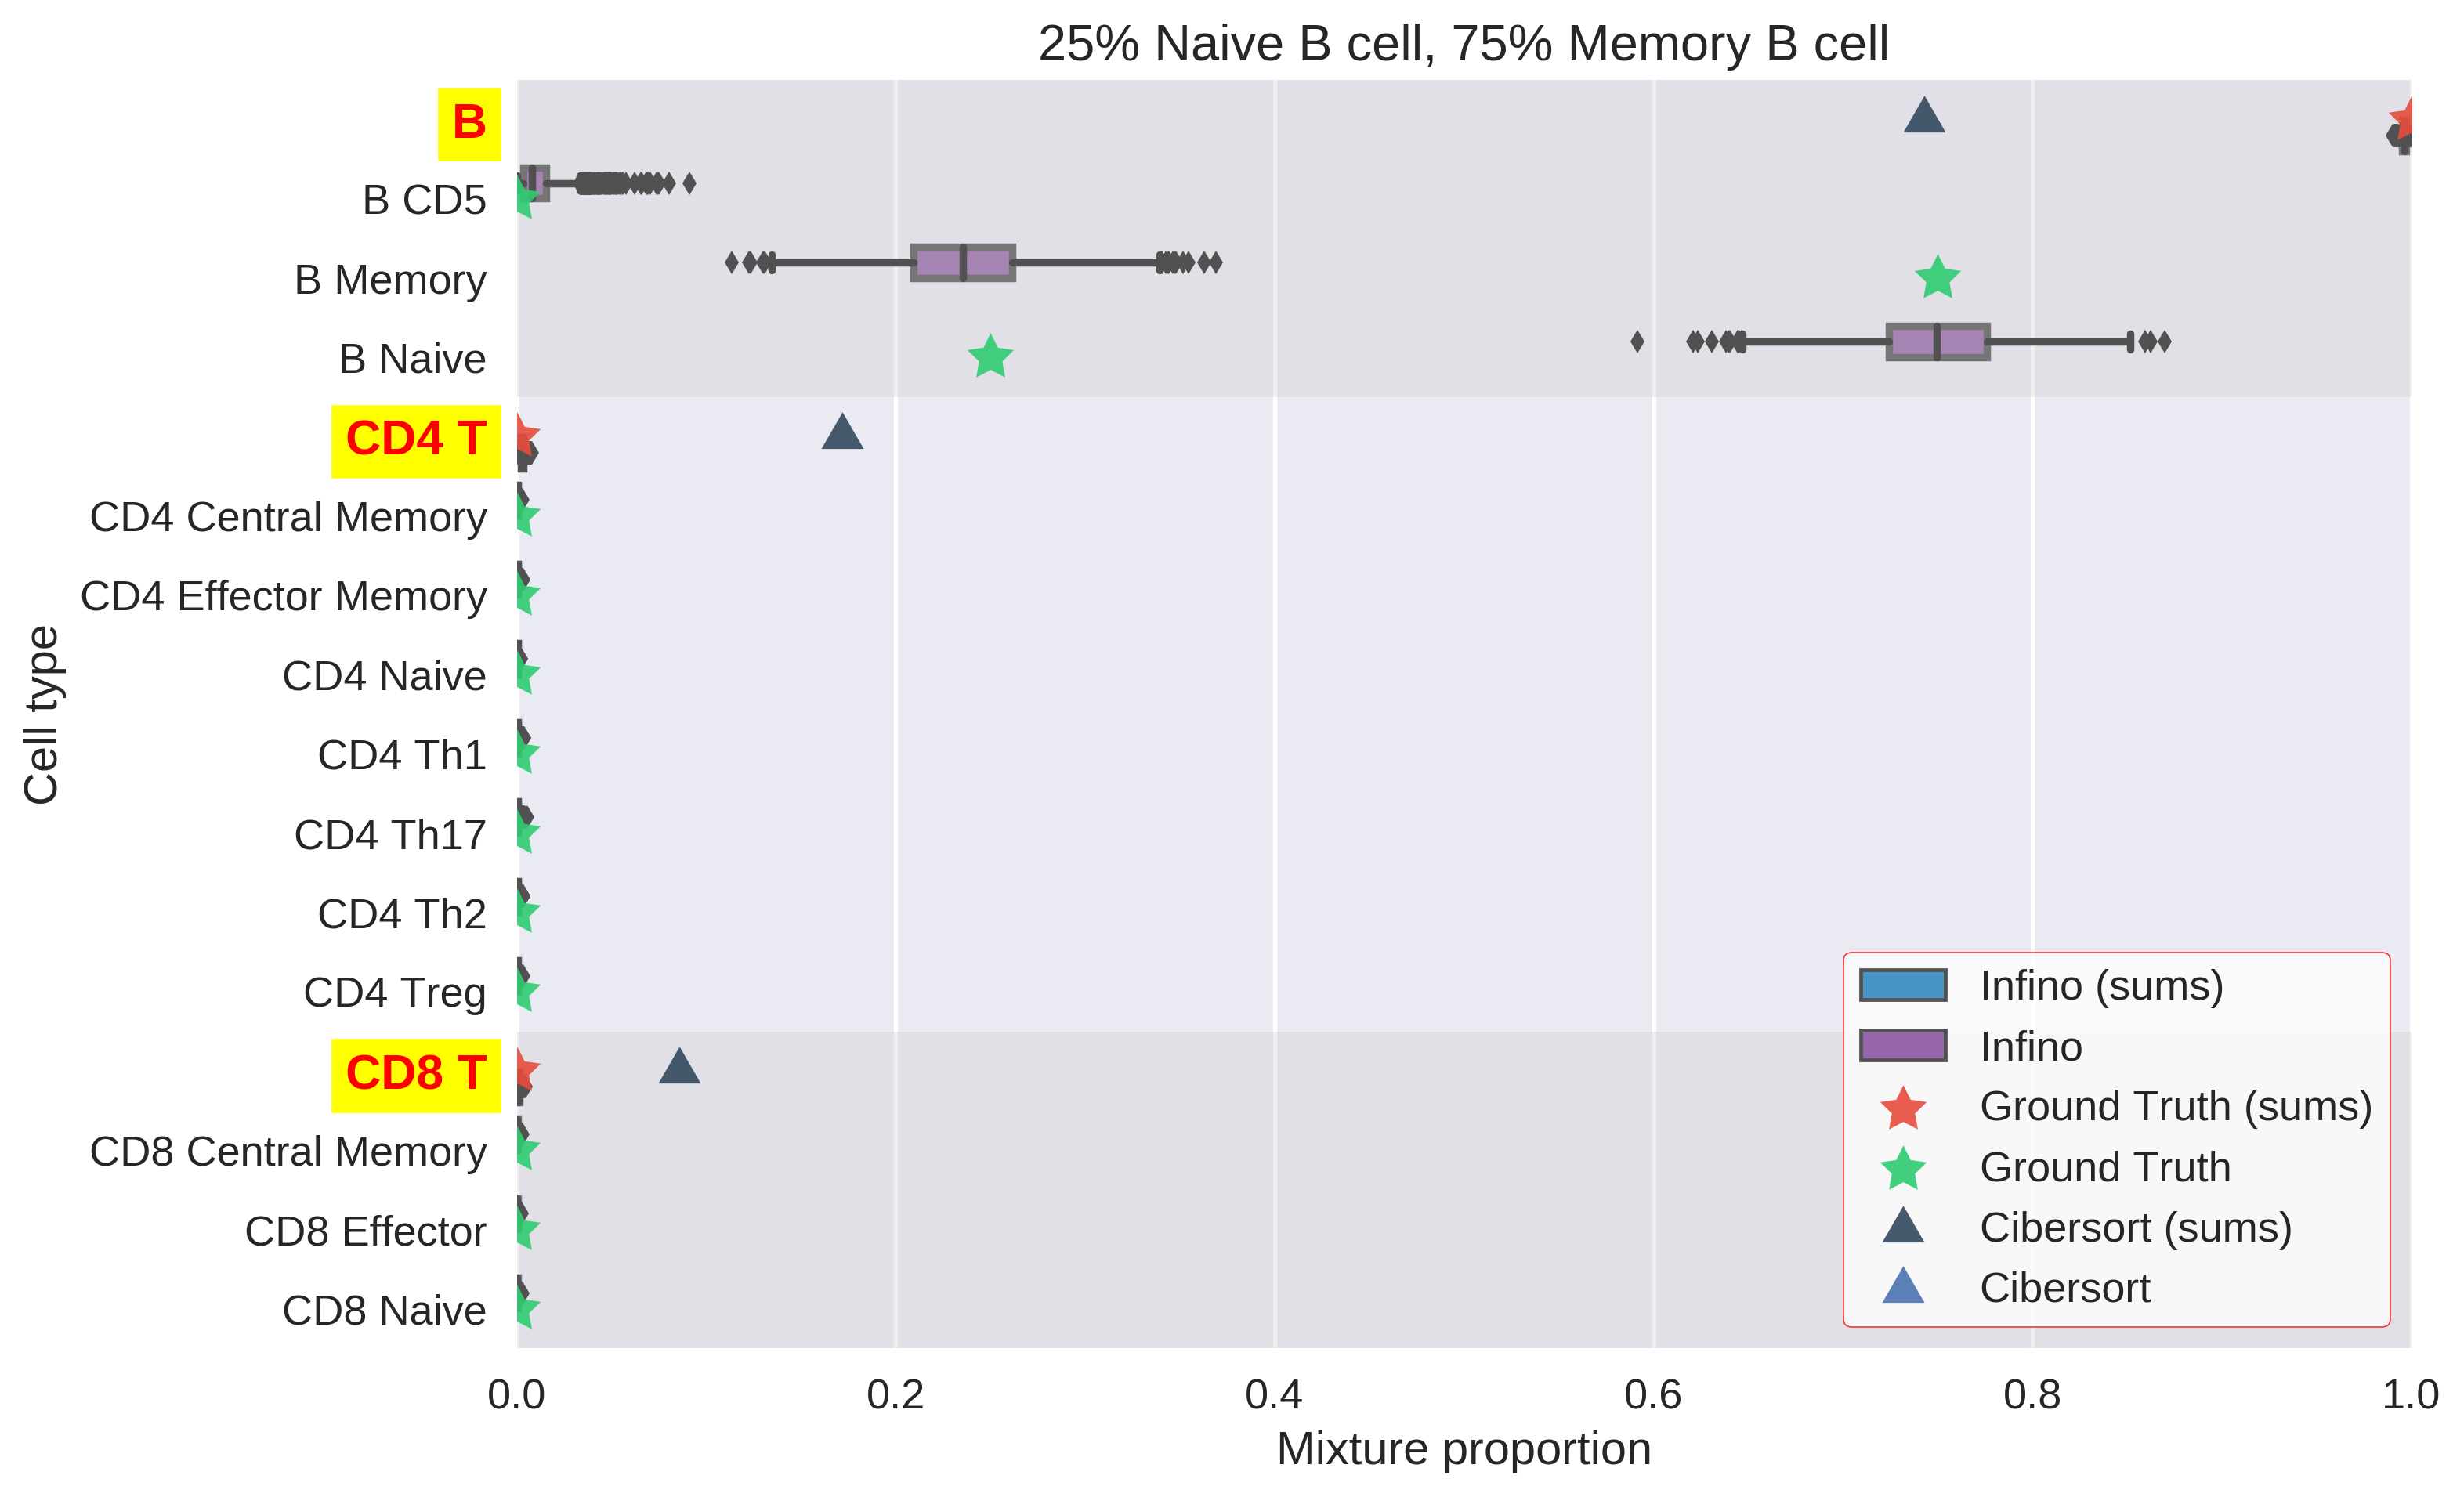 25% Naive B cell, 75% Memory B cell
B
B CD5
B Memory
B Naive
CD4 T
CD4 Central Memory
CD4 Effector Memory
CD4 Naive
CD4 Th1
CD4 Th17
CD4 Th2
CD4 Treg
CD8 T
CD8 Central Memory
CD8 Effector
CD8 Naive
Cell type
Infino (sums)
Infino
Ground Truth (sums)
Ground Truth
Cibersort (sums)
Cibersort
0.0 0.2 0.4 0.6 0.8 1.0
Mixture proportion